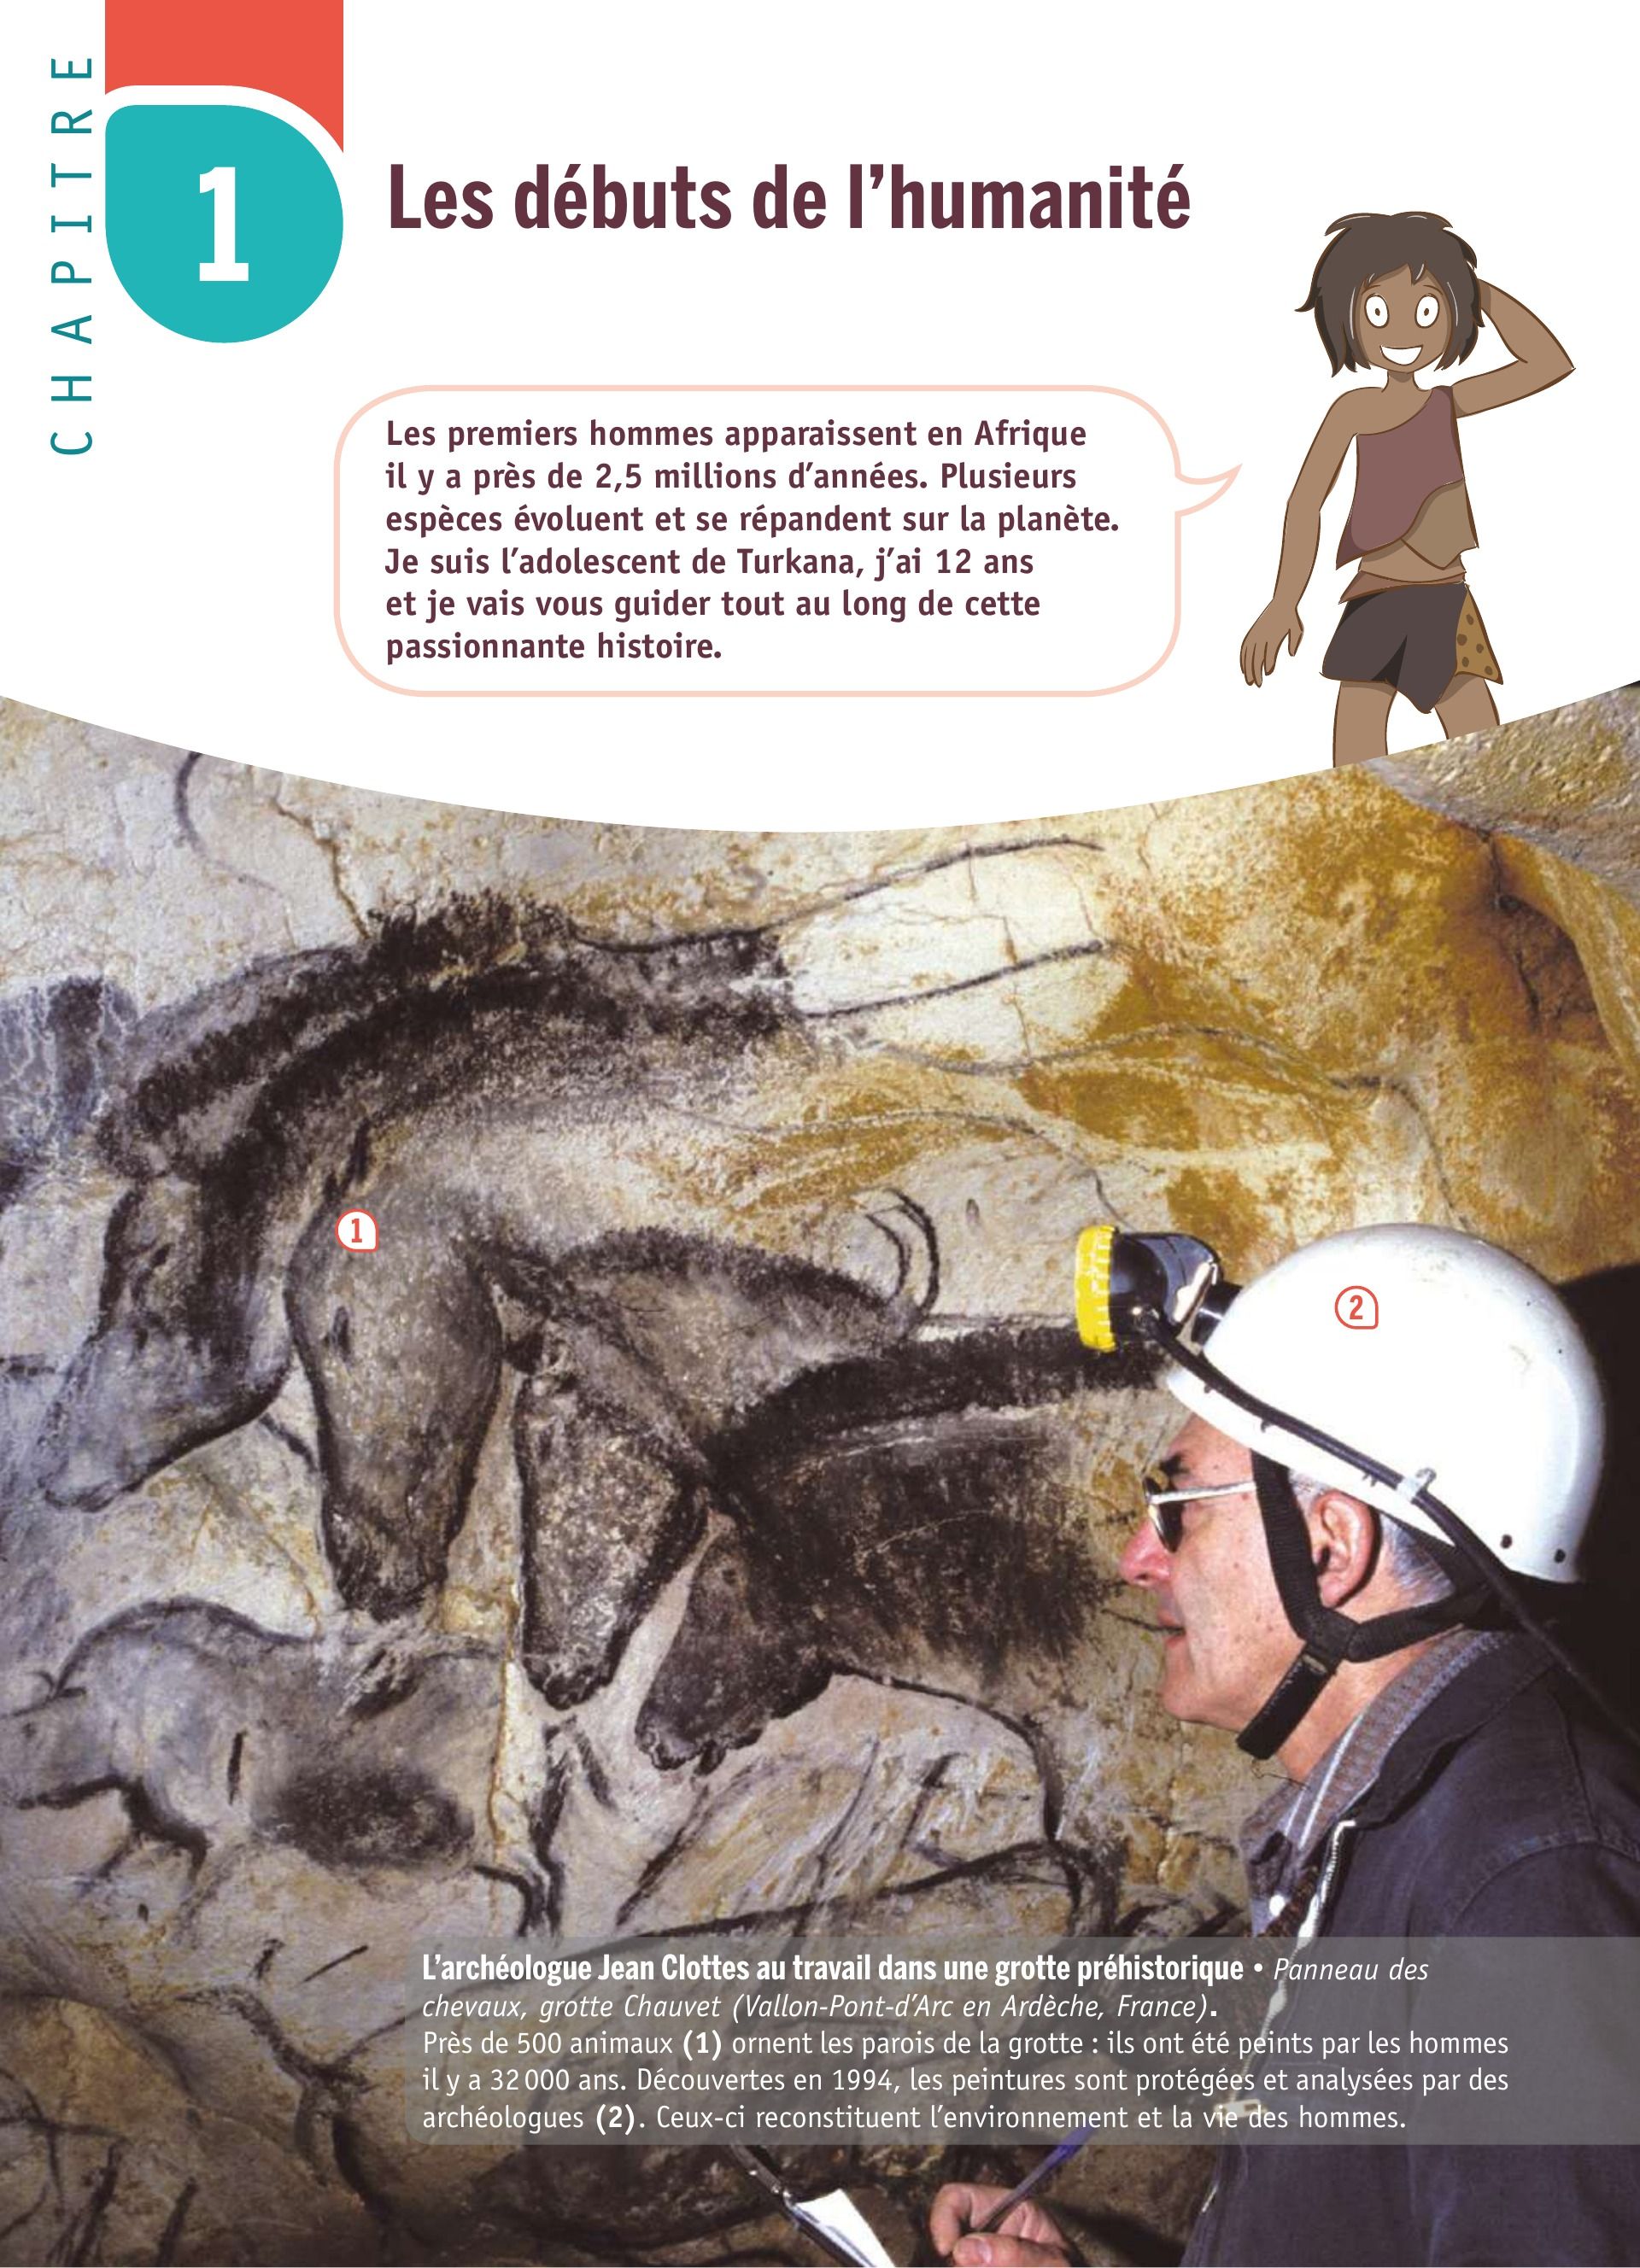 CHAPITRE
1
Les débuts de l'humanité
Les premiers hommes apparaissent en Afrique
il y a près de 2,5 millions d'années. Plusieurs
espèces évoluent et se répandent sur la planète.
Je suis l'adolescent de Turkana, j'ai 12 ans
et je vais vous guider tout au long de cette
passionnante histoire.
1
2
L'archéologue Jean Clottes au travail dans une grotte préhistorique • Panneau des
chevaux, grotte Chauvet (Vallon-Pont-d'Arc en Ardèche, France).
Près de 500 animaux (1) ornent les parois de la grotte : ils ont été peints par les hommes
il y a 32 000 ans. Découvertes en 1994, les peintures sont protégées et analysées par des
archéologues (2). Ceux-ci reconstituent l'environnement et la vie des hommes.